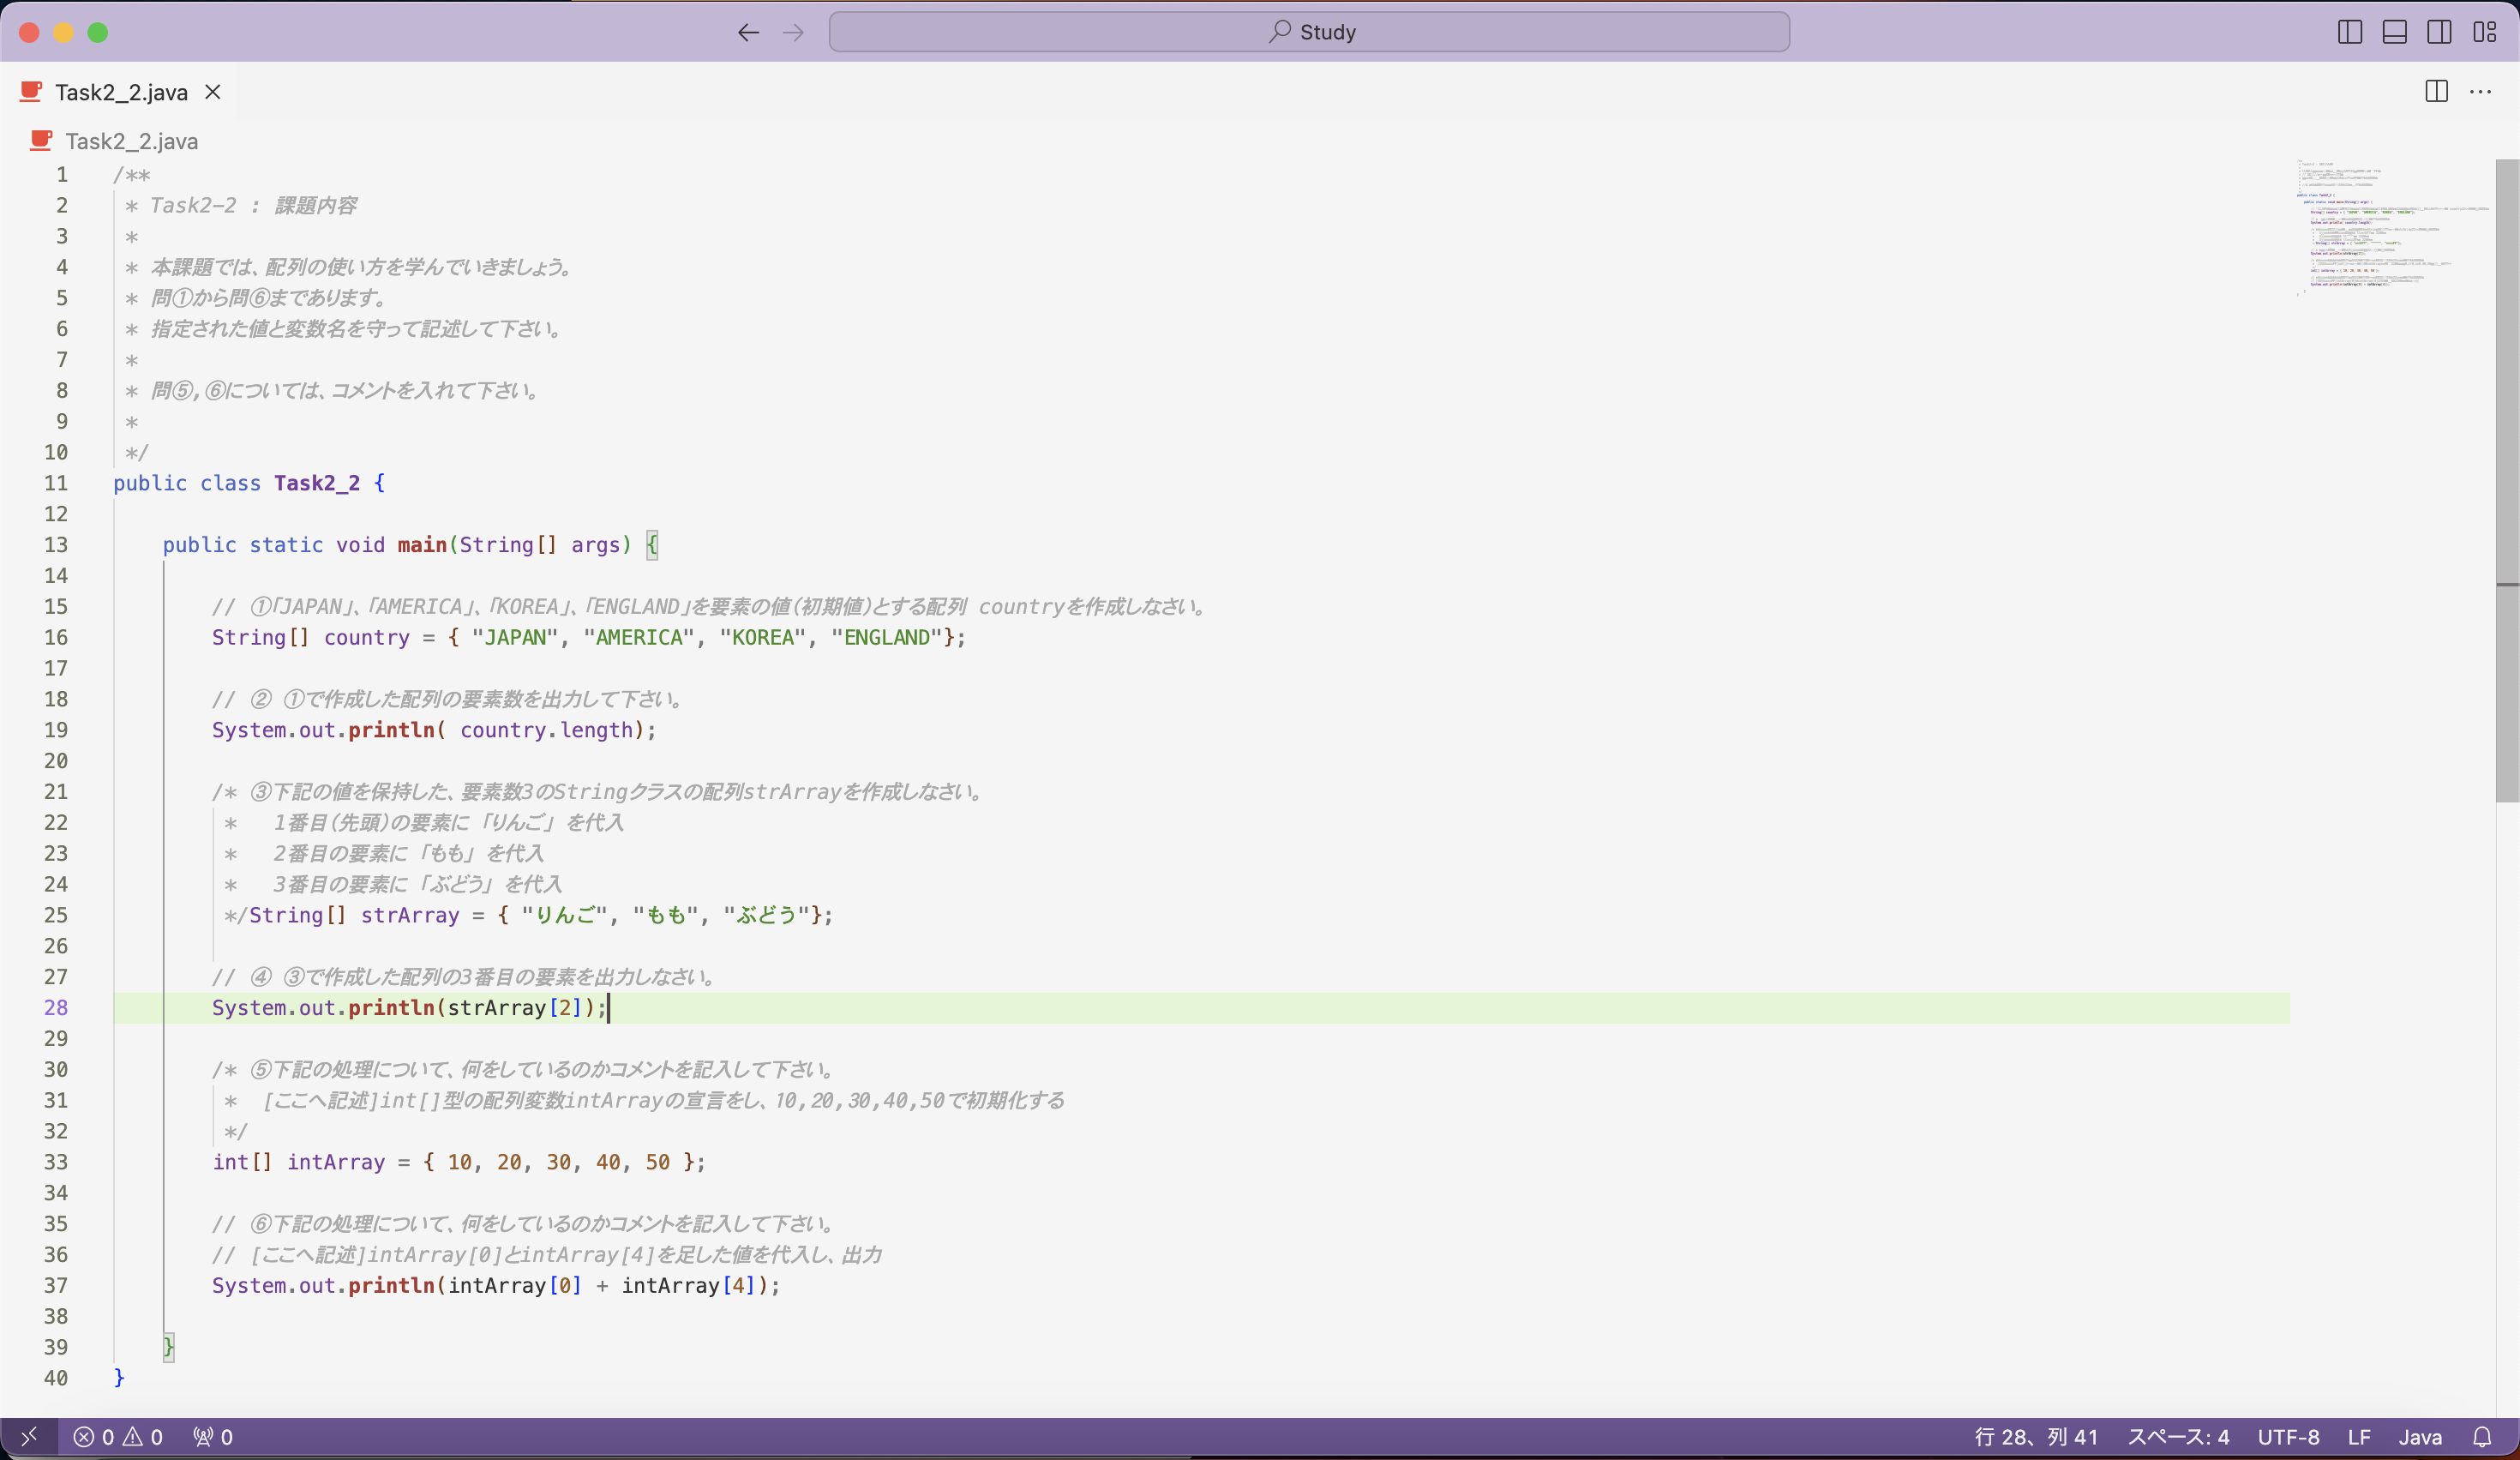 Study
Task2_2.java
Task2_2.java
1 /**
2 * Task2-2 : 課題内容
3 *
4 * 本課題では、配列の使い方を学んでいきましょう。
5 * 問①から問⑥まであります。
6 * 指定された値と変数名を守って記述して下さい。
7 *
8 * 問⑤,⑥については、コメントを入れて下さい。
9 *
10 */
11 public class Task2_2 {
12
13 public static void main(String[] args) {
14
15 // ①「JAPAN」、「AMERICA」、「KOREA」、「ENGLAND」を要素の値(初期値)とする配列 countryを作成しなさい。
16 String[] country = { "JAPAN", "AMERICA", "KOREA", "ENGLAND"};
17
18 // ② ①で作成した配列の要素数を出力して下さい。
19 System.out.println( country.length);
20
21 /* ③下記の値を保持した、要素数3のStringクラスの配列strArrayを作成しなさい。
22 * 1番目(先頭)の要素に「りんご」を代入
23 * 2番目の要素に「もも」を代入
24 * 3番目の要素に「ぶどう」を代入
25 */String[] strArray = { "りんご", "もも", "ぶどう"};
26
27 // ④ ③で作成した配列の3番目の要素を出力しなさい。
28 System.out.println(strArray[2]);
29
30 /* ⑤下記の処理について、何をしているのかコメントを記入して下さい。
31 * [ここへ記述]int[]型の配列変数intArrayの宣言をし、10,20,30,40,50で初期化する
32 */
33 int[] intArray = { 10, 20, 30, 40, 50 };
34
35 // ⑥下記の処理について、何をしているのかコメントを記入して下さい。
36 // [ここへ記述]intArray[0]とintArray[4]を足した値を代入し、出力
37 System.out.println(intArray[0] + intArray[4]);
38
39 }
40 }
0 0 0 行 28、列 41 スペース: 4 UTF-8 LF Java